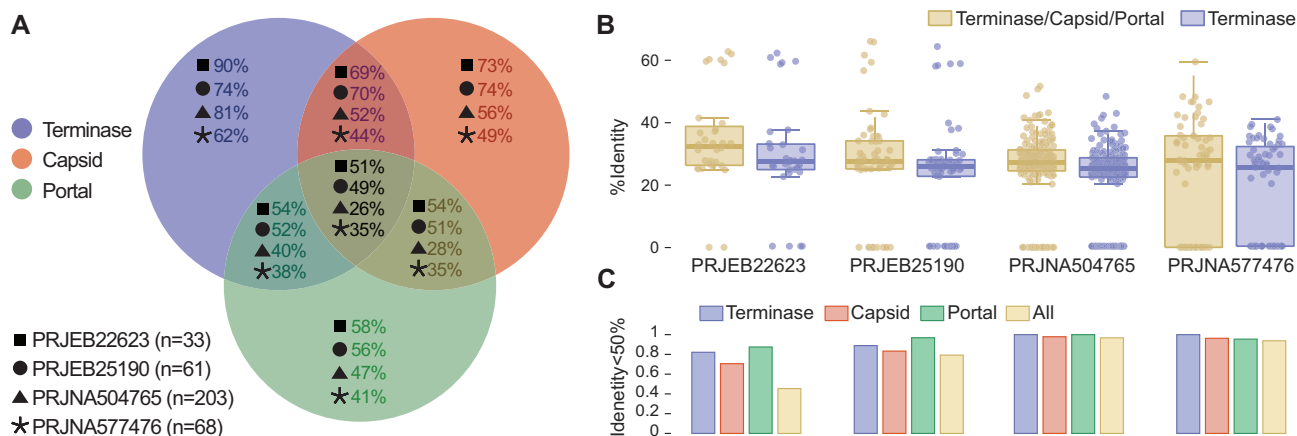 A
90%
74%
81%
62%
69%
70%
52%
44%
73%
74%
56%
49%
Terminase
Capsid
Portal
51%
49%
26%
35%
54%
52%
40%
38%
54%
51%
28%
35%
58%
56%
47%
41%
PRJEB22623 (n=33)
PRJEB25190 (n=61)
PRJNA504765 (n=203)
PRJNA577476 (n=68)
B
Terminase/Capsid/Portal
Terminase
%Identity
60
40
20
0
PRJEB22623
PRJEB25190
PRJNA504765
PRJNA577476
C
Terminase
Capsid
Portal
All
Idenetity<50%
1
0.8
0.6
0.4
0.2
0